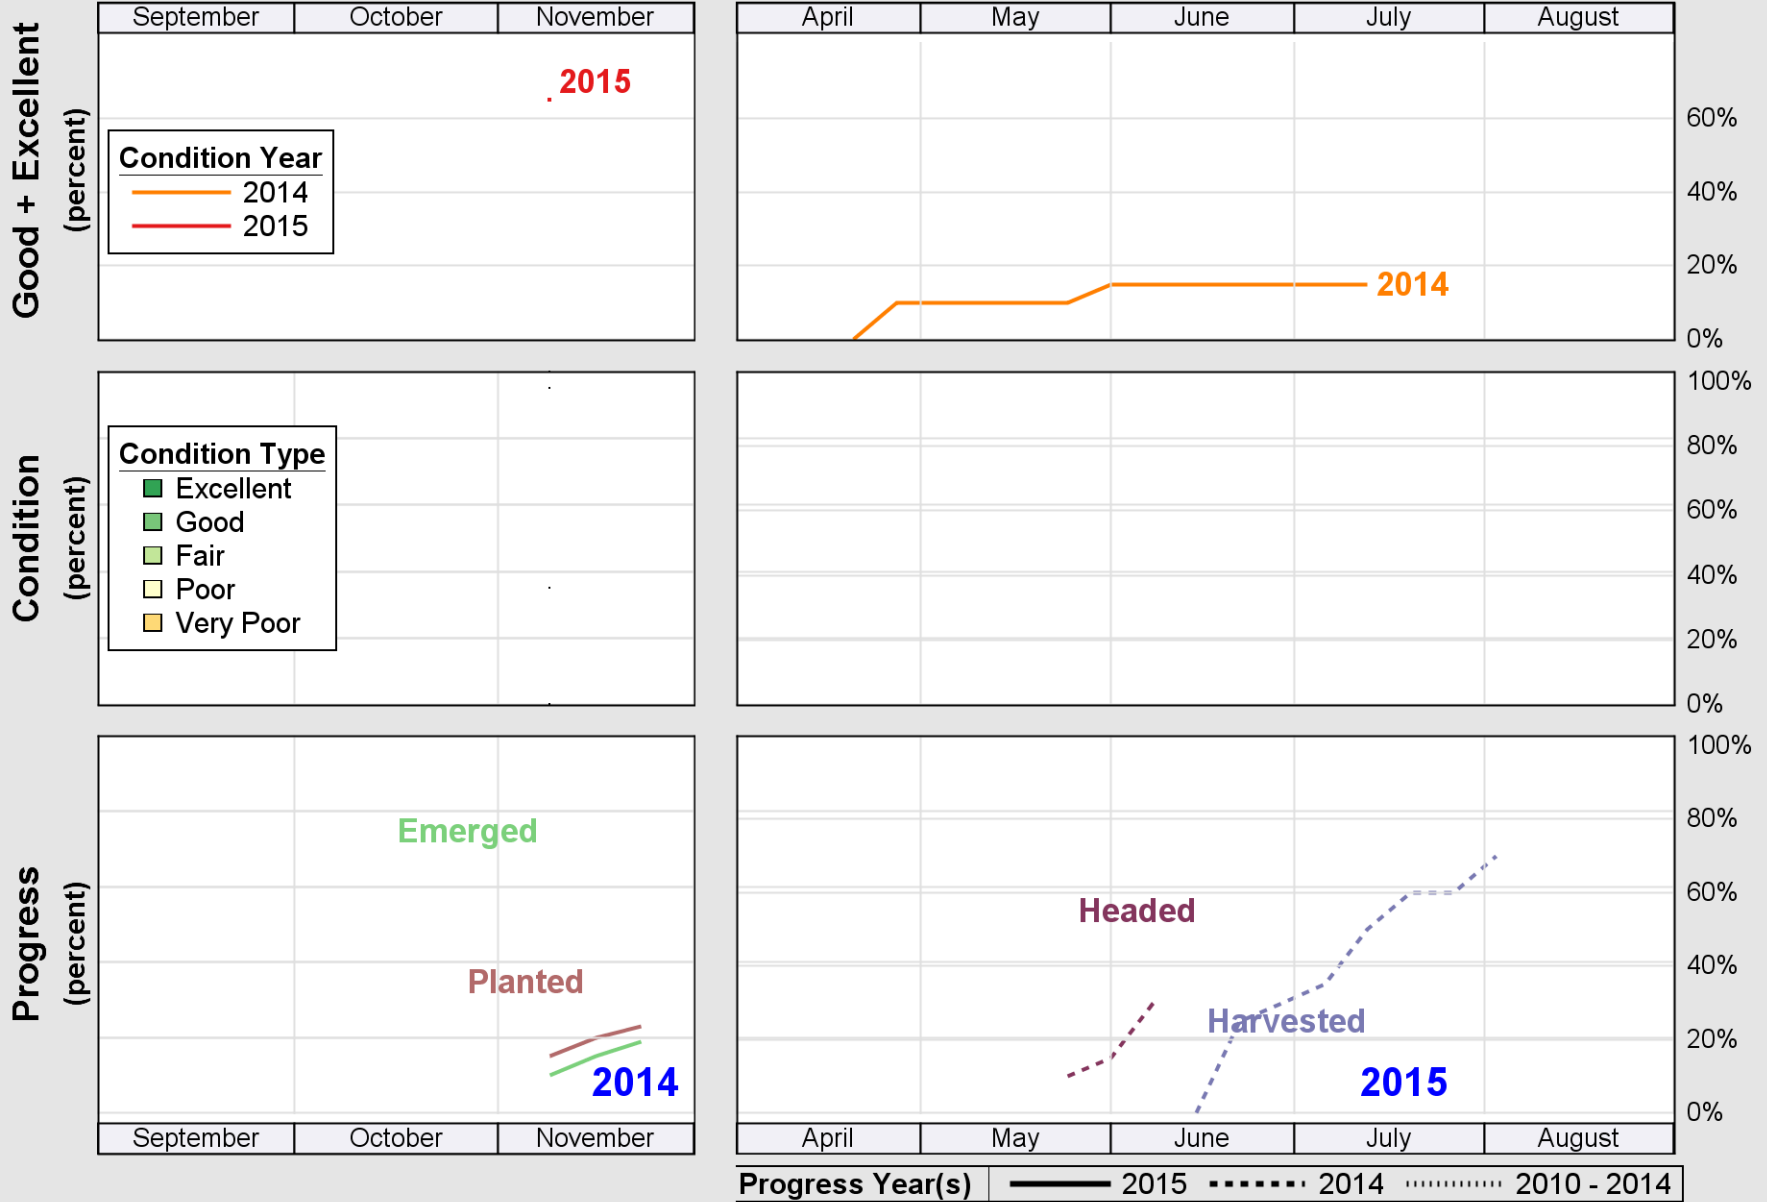 September October November April May June July August
Good + Excellent
(percent)
2015
Condition Year
2014
2015
2014
60%
40%
20%
0%
Condition
(percent)
Condition Type
Excellent
Good
Fair
Poor
Very Poor
100%
80%
60%
40%
20%
0%
Progress
(percent)
Emerged
Planted
2014
Headed
Harvested
2015
100%
80%
60%
40%
20%
0%
September October November April May June July August
Progress Year(s) 2015 2014 2010 - 2014